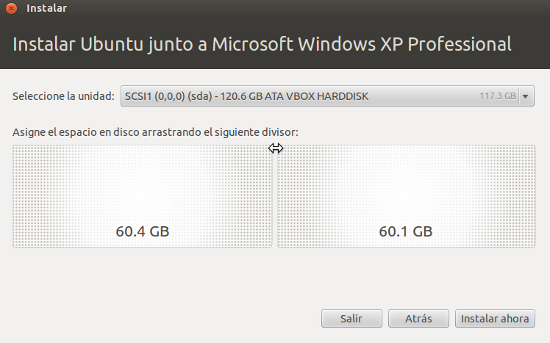 Instalar
Instalar Ubuntu junto a Microsoft Windows XP Professional
Seleccione la unidad: SCSI1 (0,0,0) (sda) - 120.6 GB ATA VBOX HARDDISK 117.3 GB
Asigne el espacio en disco arrastrando el siguiente divisor:
60.4 GB 60.1 GB
Salir Atrás Instalar ahora